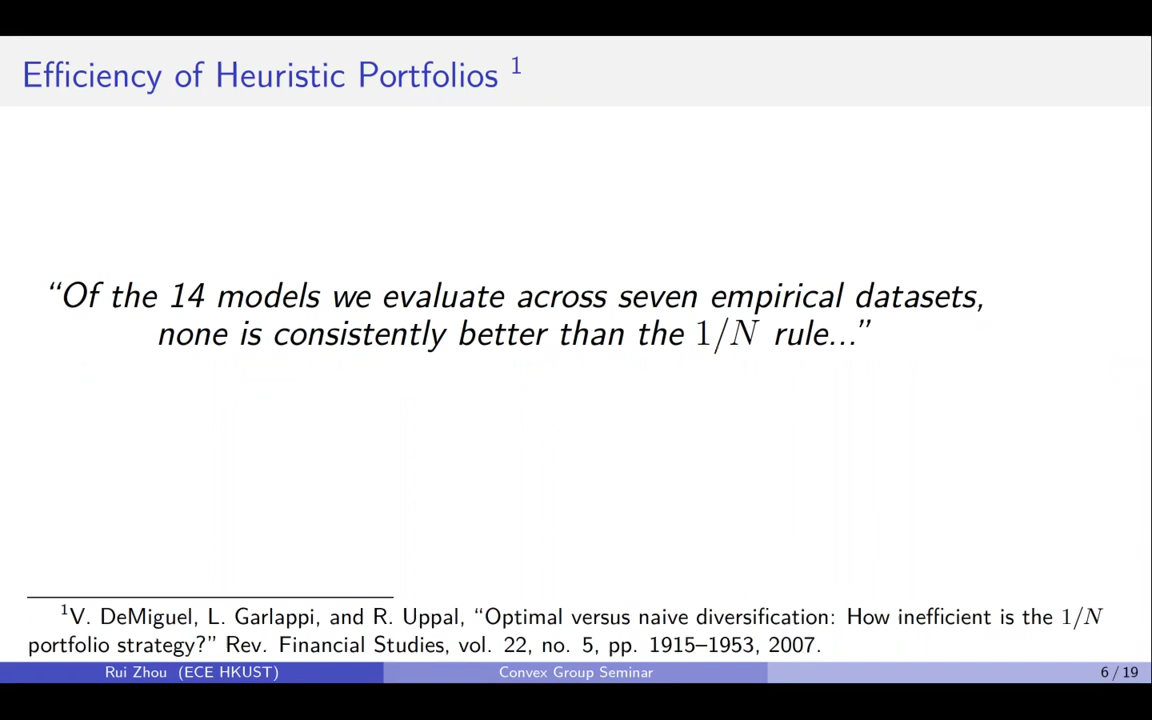 Efficiency of Heuristic Portfolios 1
“Of the 14 models we evaluate across seven empirical datasets,
none is consistently better than the 1/N rule...”
1V. DeMiguel, L. Garlappi, and R. Uppal, “Optimal versus naive diversification: How inefficient is the 1/N
portfolio strategy?” Rev. Financial Studies, vol. 22, no. 5, pp. 1915–1953, 2007.
Rui Zhou (ECE HKUST) Convex Group Seminar 6 / 19